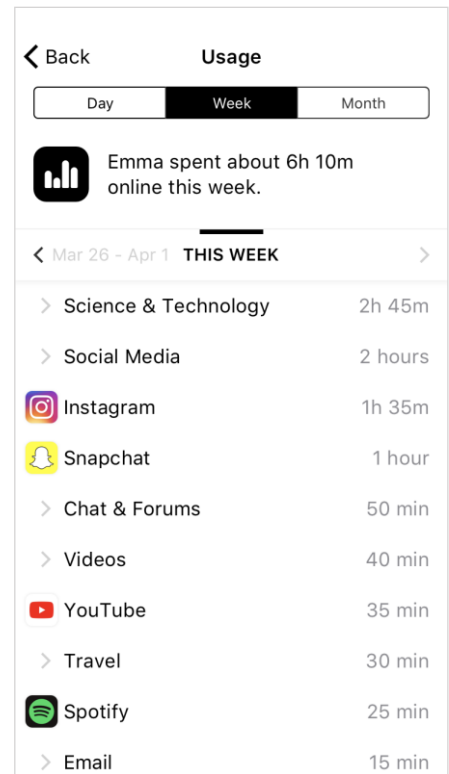 Back
Usage
Day
Week
Month
Emma spent about 6h 10m
online this week.
Mar 26 - Apr 1
THIS WEEK
Science & Technology 2h 45m
Social Media 2 hours
Instagram 1h 35m
Snapchat 1 hour
Chat & Forums 50 min
Videos 40 min
YouTube 35 min
Travel 30 min
Spotify 25 min
Email 15 min